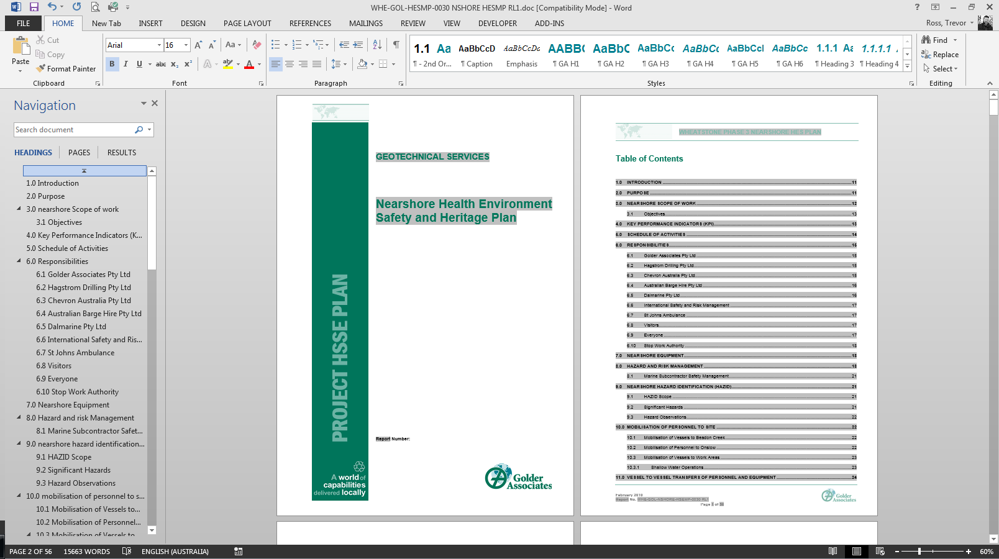 WHE-GOL-HESMP-0030 NSHORE HESMP RL1.doc [Compatibility Mode] - Word
FILE HOME New Tab INSERT DESIGN PAGE LAYOUT REFERENCES MAILINGS REVIEW VIEW DEVELOPER ADD-INS Ross, Trevor
Paste
Cut
Copy
Format Painter
Clipboard
Arial 16
Font
Paragraph
1.1 Aa AaBbCcD AaBbCcDc AABBC AaBbC AaBbCc AaBbCc AaBbCcI AaBbCc 1.1.1 Aa 1.1.1.1
¶ - 2nd Or... ¶ Caption Emphasis ¶ GA H1 ¶ GA H2 ¶ GA H3 ¶ GA H4 ¶ GA H5 ¶ GA H6 ¶ Heading 3 ¶ Heading 4
Styles
Find
Replace
Select
Editing
Navigation
Search document
HEADINGS PAGES RESULTS
1.0 Introduction
2.0 Purpose
3.0 nearshore Scope of work
3.1 Objectives
4.0 Key Performance Indicators (K...
5.0 Schedule of Activities
6.0 Responsibilities
6.1 Golder Associates Pty Ltd
6.2 Hagstrom Drilling Pty Ltd
6.3 Chevron Australia Pty Ltd
6.4 Australian Barge Hire Pty Ltd
6.5 Dalmarine Pty Ltd
6.6 International Safety and Ris...
6.7 St Johns Ambulance
6.8 Visitors
6.9 Everyone
6.10 Stop Work Authority
7.0 Nearshore Equipment
8.0 Hazard and risk Management
8.1 Marine Subcontractor Safet...
9.0 nearshore hazard identification...
9.1 HAZID Scope
9.2 Significant Hazards
9.3 Hazard Observations
10.0 mobilisation of personnel to s...
10.1 Mobilisation of Vessels to...
10.2 Mobilisation of Personnel...
10.3 Mobilisation of Vessels to
GEOTECHNICAL SERVICES
Nearshore Health Environment
Safety and Heritage Plan
PROJECT HSSE PLAN
Report Number:
A world of
capabilities
delivered locally
Golder
Associates
WHEATSTONE PHASE 3 NEARSHORE HES PLAN
Table of Contents
1.0 INTRODUCTION 11
2.0 PURPOSE 11
3.0 NEARSHORE SCOPE OF WORK 12
3.1 Objectives 13
4.0 KEY PERFORMANCE INDICATORS (KPI) 13
5.0 SCHEDULE OF ACTIVITIES 14
6.0 RESPONSIBILITIES 15
6.1 Golder Associates Pty Ltd 15
6.2 Hagstrom Drilling Pty Ltd 15
6.3 Chevron Australia Pty Ltd 15
6.4 Australian Barge Hire Pty Ltd 16
6.5 Dalmarine Pty Ltd 16
6.6 International Safety and Risk Management 17
6.7 St Johns Ambulance 17
6.8 Visitors 17
6.9 Everyone 17
6.10 Stop Work Authority 18
7.0 NEARSHORE EQUIPMENT 18
8.0 HAZARD AND RISK MANAGEMENT 18
8.1 Marine Subcontractor Safety Management 21
9.0 NEARSHORE HAZARD IDENTIFICATION (HAZID) 21
9.1 HAZID Scope 21
9.2 Significant Hazards 21
9.3 Hazard Observations 22
10.0 MOBILISATION OF PERSONNEL TO SITE 22
10.1 Mobilisation of Vessels to Beadon Creek 22
10.2 Mobilisation of Personnel to Onslow 22
10.3 Mobilisation of Vessels to Work Areas 23
10.3.1 Shallow Water Operations 23
11.0 VESSEL TO VESSEL TRANSFERS OF PERSONNEL AND EQUIPMENT 24
February 2010
Report No. WHE-GOL-NSHORE-HSEMP-0030 RL1
Page of 56
Golder
Associates
PAGE 2 OF 56 15663 WORDS ENGLISH (AUSTRALIA) 60%